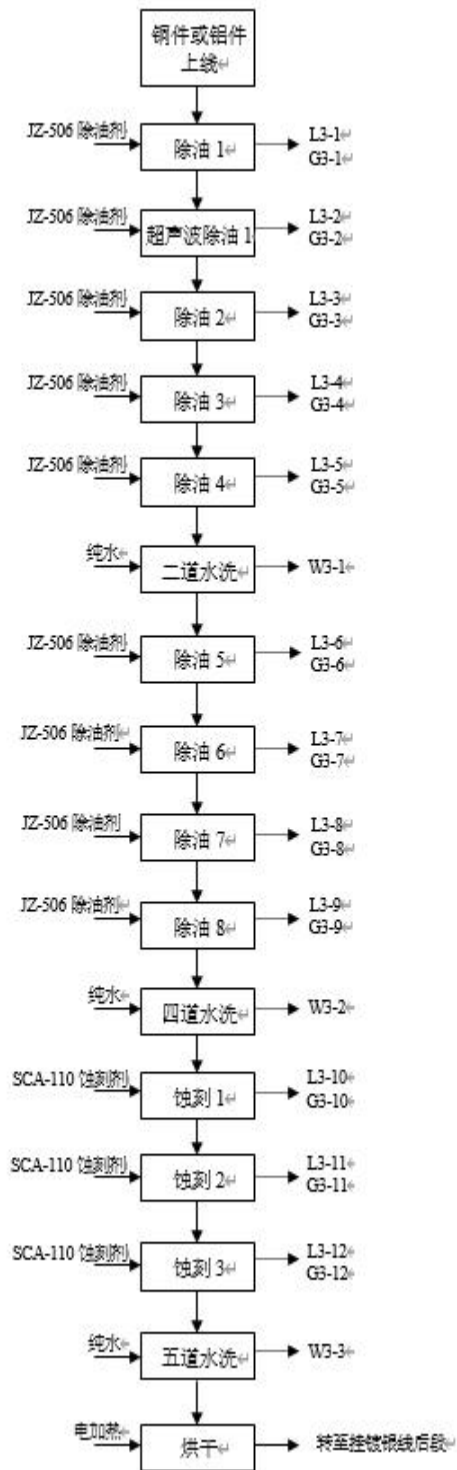 钢件或铝件
上线
JZ-506 除油剂
除油 1
L3-1
G3-1
JZ-506 除油剂
超声波除油 1
L3-2
G3-2
JZ-506 除油剂
除油 2
L3-3
G3-3
JZ-506 除油剂
除油 3
L3-4
G3-4
JZ-506 除油剂
除油 4
L3-5
G3-5
纯水
二道水洗
W3-1
JZ-506 除油剂
除油 5
L3-6
G3-6
JZ-506 除油剂
除油 6
L3-7
G3-7
JZ-506 除油剂
除油 7
L3-8
G3-8
JZ-506 除油剂
除油 8
L3-9
G3-9
纯水
四道水洗
W3-2
SCA-110 蚀刻剂
蚀刻 1
L3-10
G3-10
SCA-110 蚀刻剂
蚀刻 2
L3-11
G3-11
SCA-110 蚀刻剂
蚀刻 3
L3-12
G3-12
纯水
五道水洗
W3-3
电加热
烘干
转至挂镀银线后段